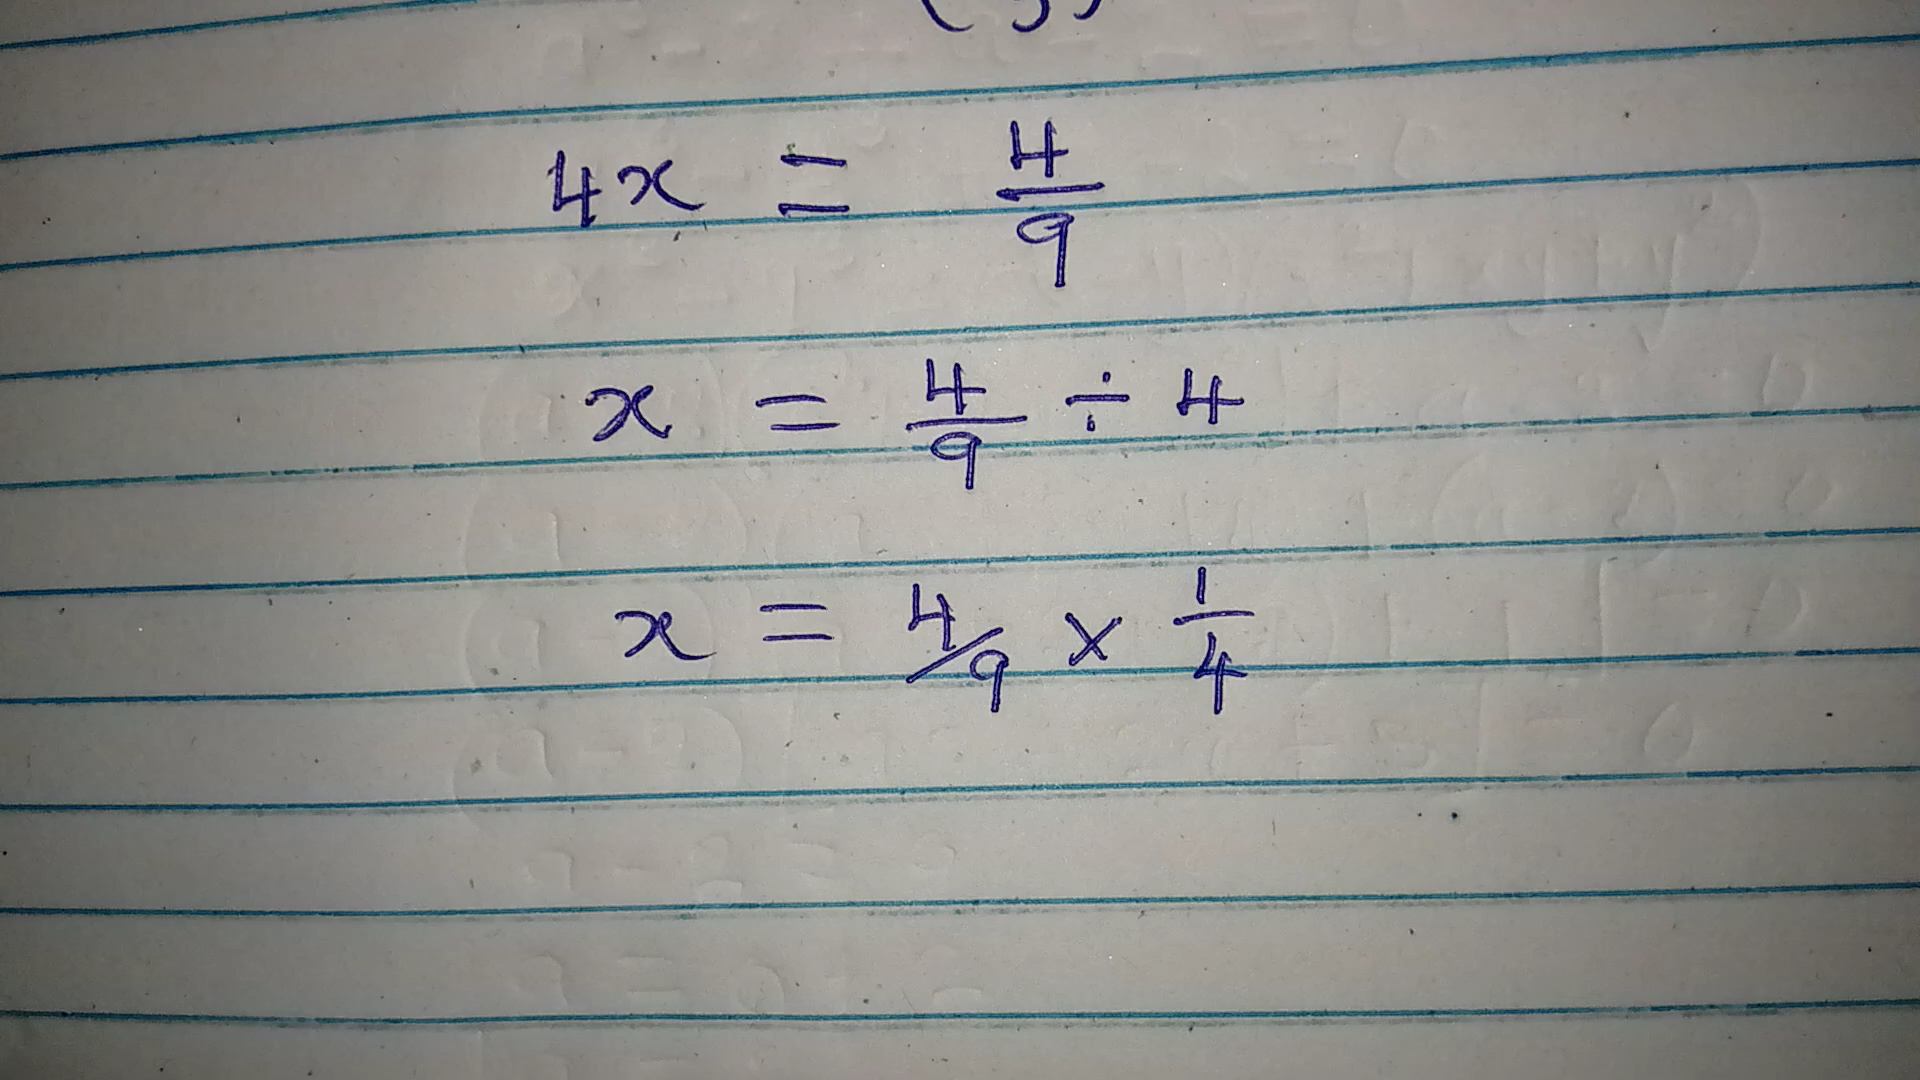 4x = 4/9
x = 4/9 ÷ 4
x = 4/9 × 1/4